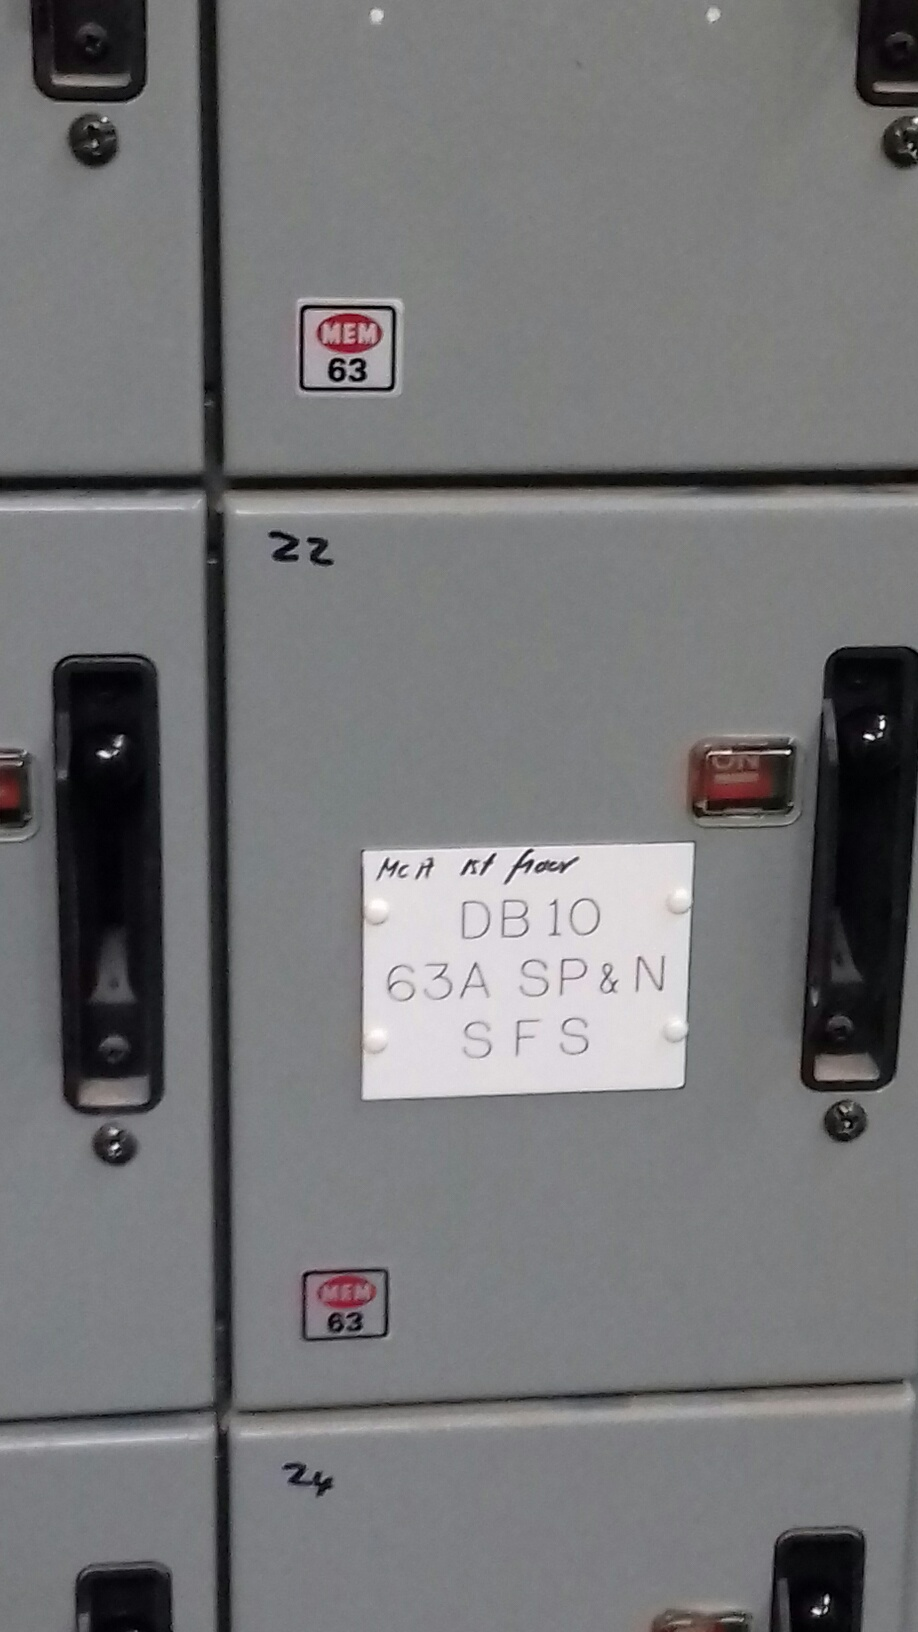 MEM
63
22
ON
McA 1st floor
DB10
63A SP&N
SFS
MEM
63
24